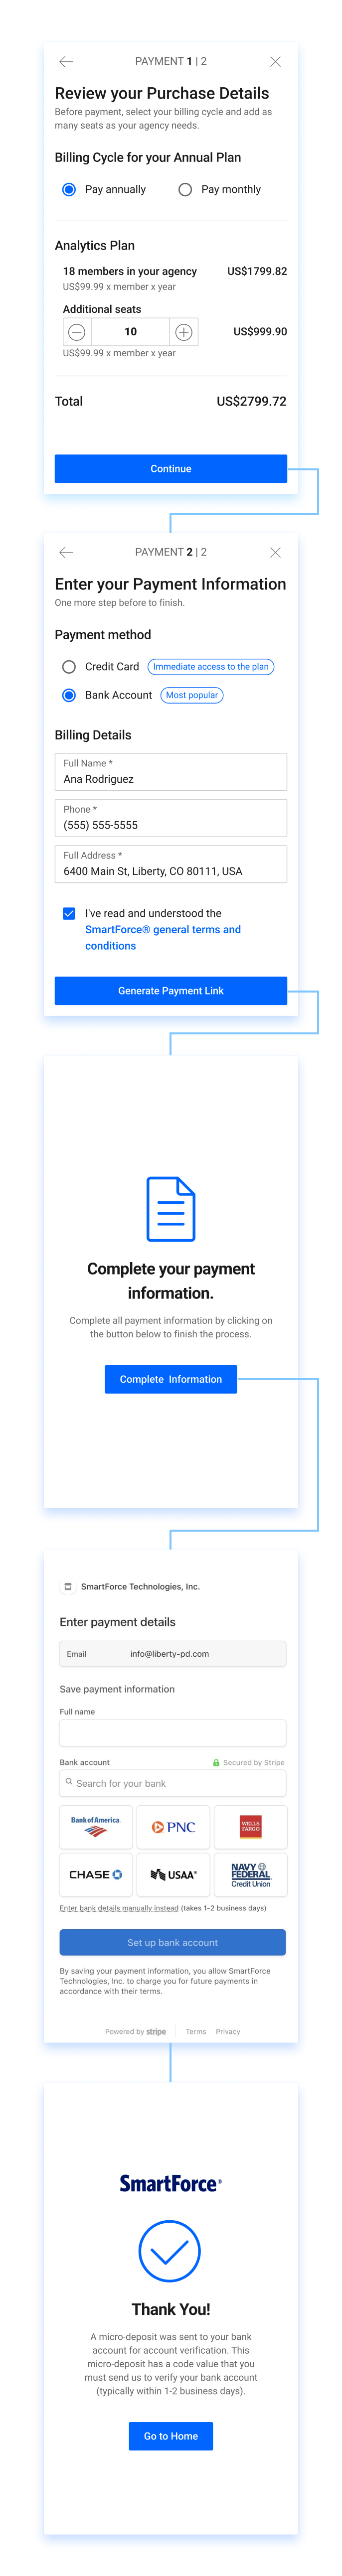 PAYMENT 1 | 2
Review your Purchase Details
Before payment, select your billing cycle and add as
many seats as your agency needs.
Billing Cycle for your Annual Plan
Pay annually
Pay monthly
Analytics Plan
18 members in your agency US$1799.82
US$99.99 x member x year
Additional seats
10 US$999.90
US$99.99 x member x year
Total US$2799.72
Continue
PAYMENT 2 | 2
Enter your Payment Information
One more step before to finish.
Payment method
Credit Card Immediate access to the plan
Bank Account Most popular
Billing Details
Full Name *
Ana Rodriguez
Phone *
(555) 555-5555
Full Address *
6400 Main St, Liberty, CO 80111, USA
I've read and understood the
SmartForce® general terms and
conditions
Generate Payment Link
Complete your payment
information.
Complete all payment information by clicking on
the button below to finish the process.
Complete Information
SmartForce Technologies, Inc.
Enter payment details
Email info@liberty-pd.com
Save payment information
Full name
Bank account Secured by Stripe
Search for your bank
Bank of America
PNC
WELLS FARGO
CHASE
USAA®
NAVY FEDERAL Credit Union
Enter bank details manually instead (takes 1-2 business days)
Set up bank account
By saving your payment information, you allow SmartForce
Technologies, Inc. to charge you for future payments in
accordance with their terms.
Powered by stripe Terms Privacy
SmartForce®
Thank You!
A micro-deposit was sent to your bank
account for account verification. This
micro-deposit has a code value that you
must send us to verify your bank account
(typically within 1-2 business days).
Go to Home